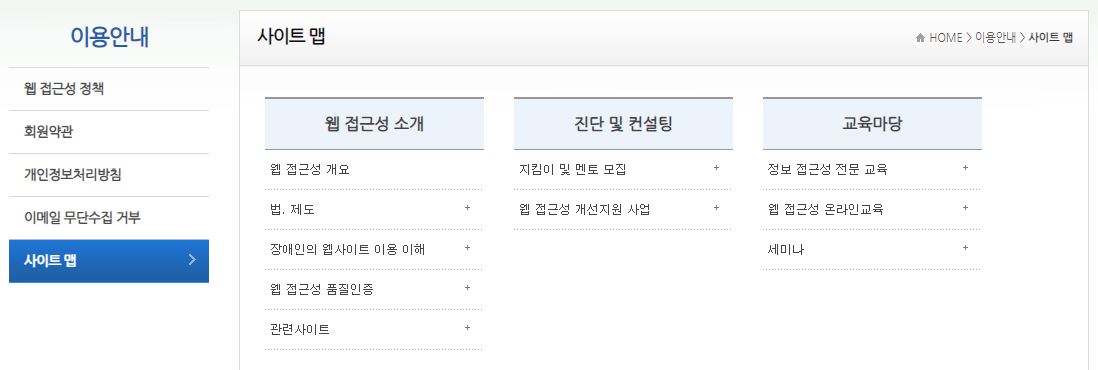 이용안내
웹 접근성 정책
회원약관
개인정보처리방침
이메일 무단수집 거부
사이트 맵
사이트 맵
HOME > 이용안내 > 사이트 맵
웹 접근성 소개
웹 접근성 개요
법. 제도 +
장애인의 웹사이트 이용 이해 +
웹 접근성 품질인증 +
관련사이트 +
진단 및 컨설팅
지킴이 및 멘토 모집 +
웹 접근성 개선지원 사업 +
교육마당
정보 접근성 전문 교육 +
웹 접근성 온라인교육 +
세미나 +